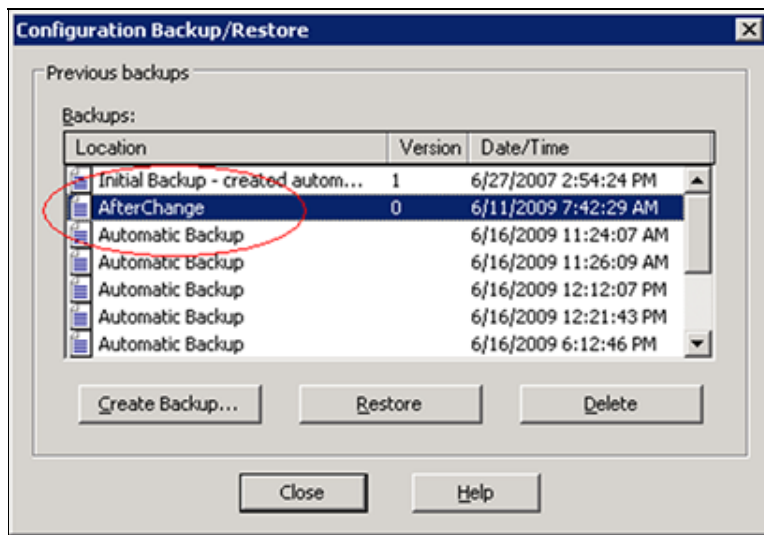 Configuration Backup/Restore
Previous backups
Backups:
Location Version Date/Time
Initial Backup - created autom... 1 6/27/2007 2:54:24 PM
AfterChange 0 6/11/2009 7:42:29 AM
Automatic Backup 6/16/2009 11:24:07 AM
Automatic Backup 6/16/2009 11:26:09 AM
Automatic Backup 6/16/2009 12:12:07 PM
Automatic Backup 6/16/2009 12:21:43 PM
Automatic Backup 6/16/2009 6:12:46 PM
Create Backup... Restore Delete
Close Help